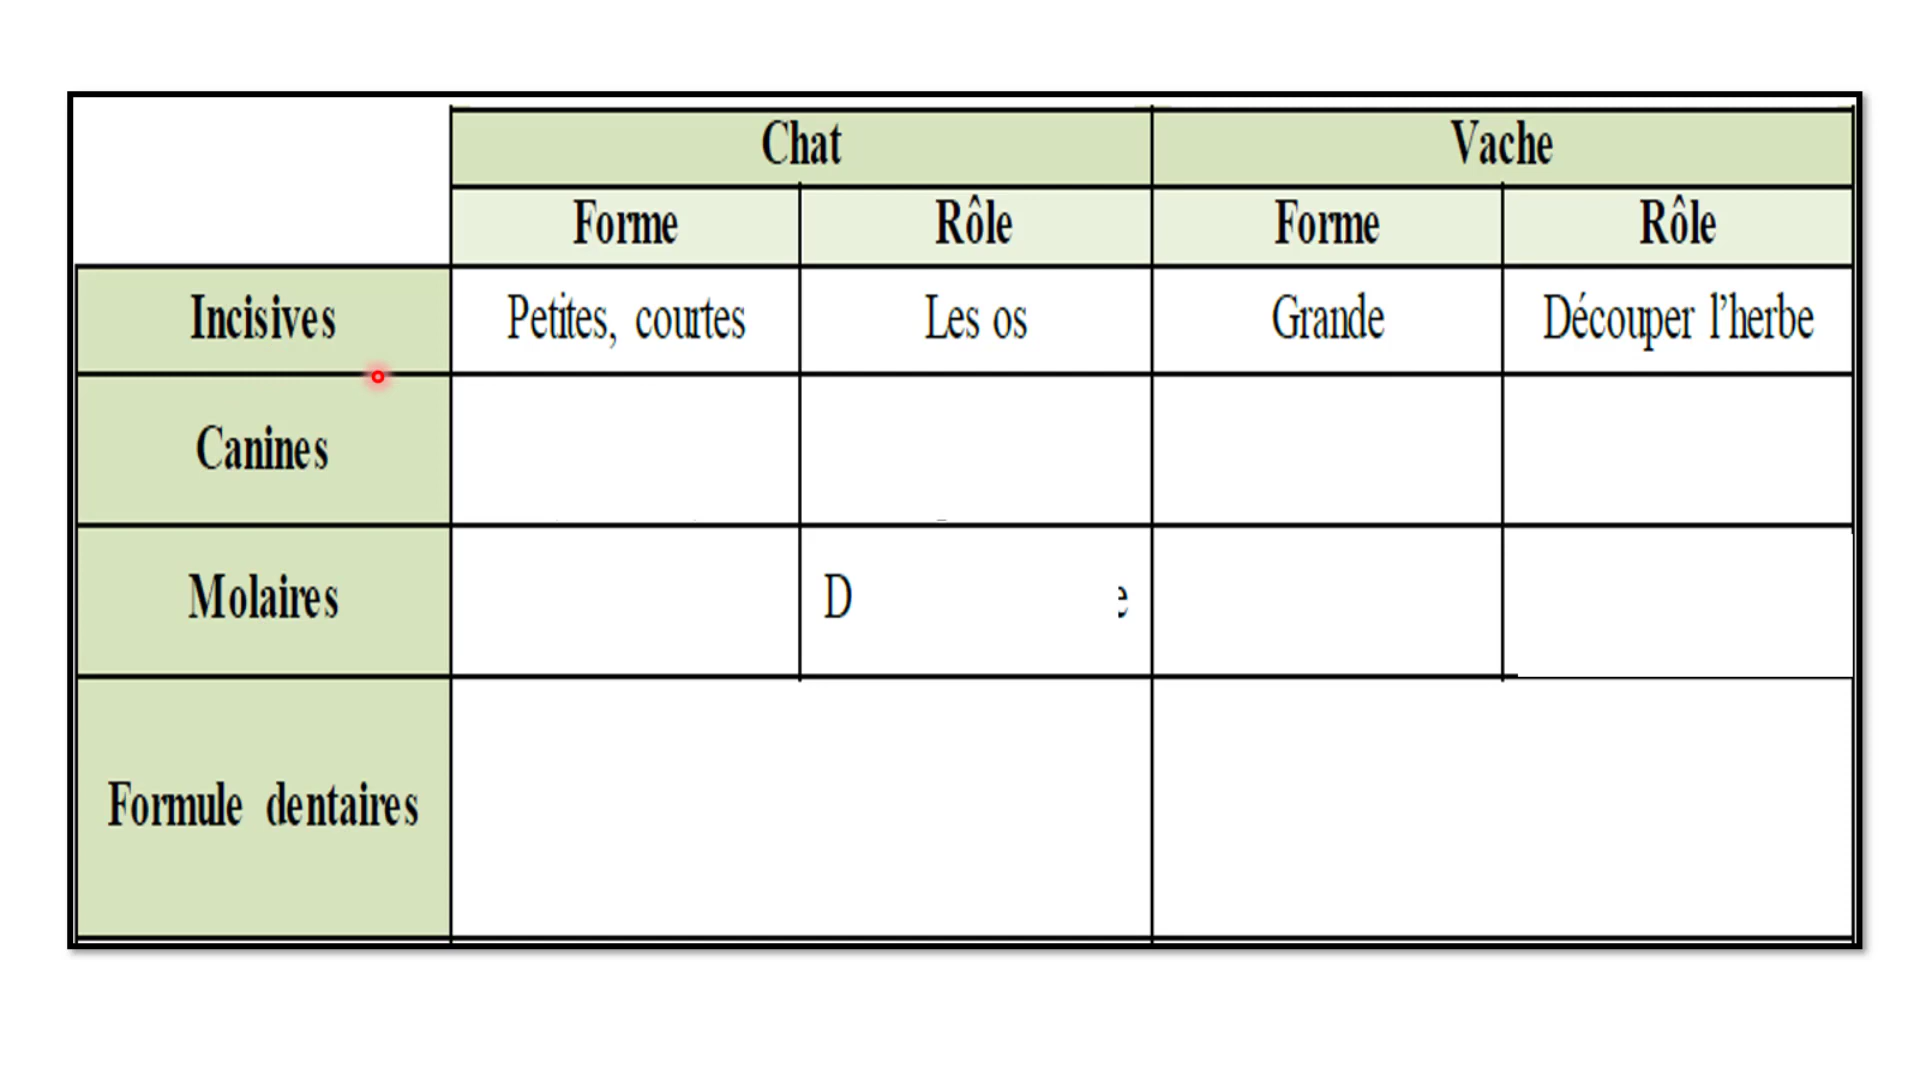 Chat Vache
Forme Rôle Forme Rôle
Incisives Petites, courtes Les os Grande Découper l’herbe
Canines
Molaires D e
Formule dentaires